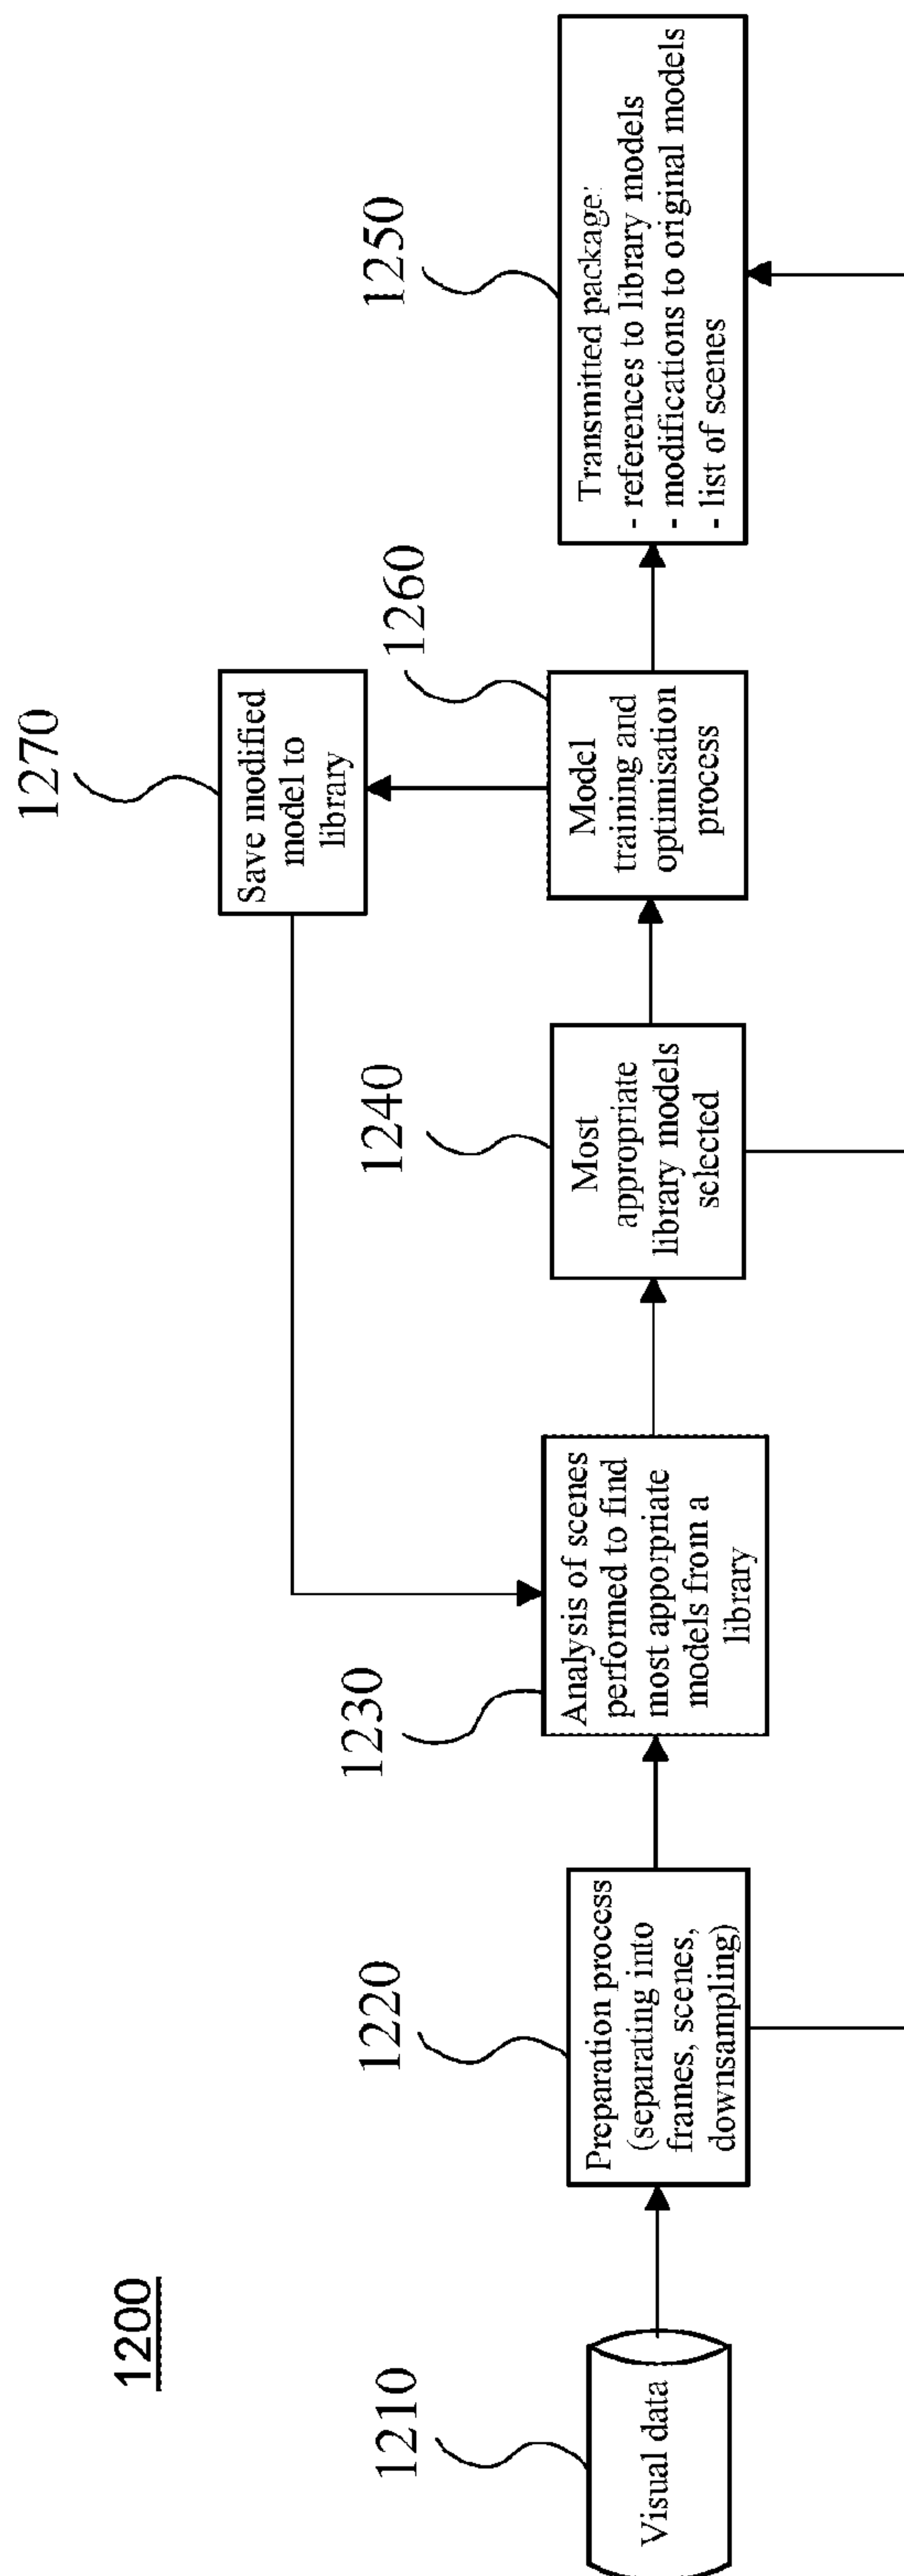 1200
1210
Visual data
1220
Preparation process
(separating into
frames, scenes,
downsampling)
1230
Analysis of scenes
performed to find
most apporpriate
models from a
library
1240
Most
appropriate
library models
selected
1260
Model
training and
optimisation
process
1270
Save modified
model to
library
1250
Transmitted package:
- references to library models
- modifications to original models
- list of scenes